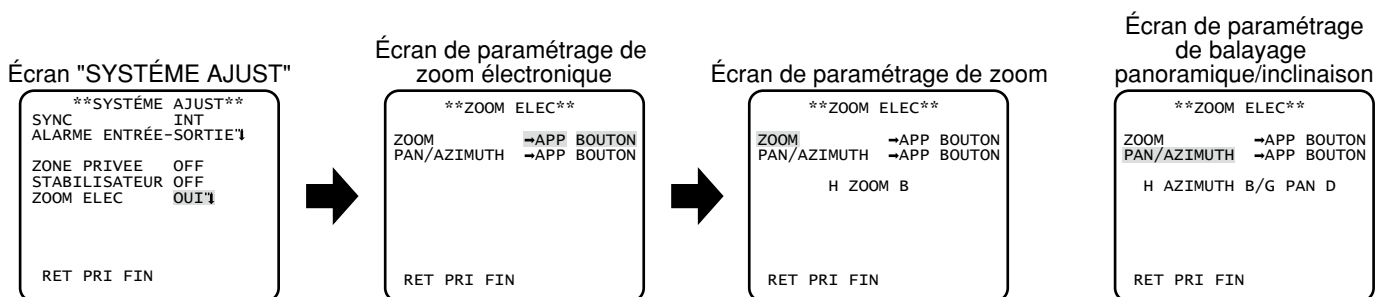 Écran "SYSTÉME AJUST"
**SYSTÉME AJUST**
SYNC INT
ALARME ENTRÉE-SORTIE
ZONE PRIVEE OFF
STABILISATEUR OFF
ZOOM ELEC OUI
RET PRI FIN
Écran de paramétrage de
zoom électronique
**ZOOM ELEC**
ZOOM →APP BOUTON
PAN/AZIMUTH →APP BOUTON
RET PRI FIN
Écran de paramétrage de zoom
**ZOOM ELEC**
ZOOM →APP BOUTON
PAN/AZIMUTH →APP BOUTON
H ZOOM B
RET PRI FIN
Écran de paramétrage
de balayage
panoramique/inclinaison
**ZOOM ELEC**
ZOOM →APP BOUTON
PAN/AZIMUTH →APP BOUTON
H AZIMUTH B/G PAN D
RET PRI FIN